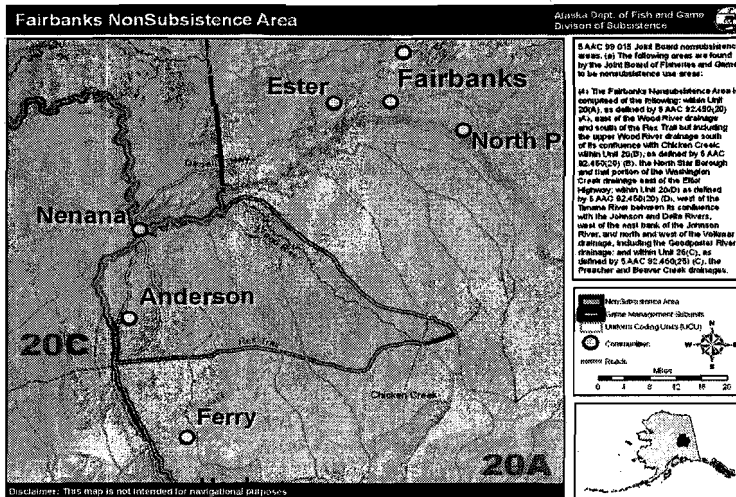 Fairbanks NonSubsistence Area
Alaska Dept. of Fish and Game
Division of Subsistence
Ester
Fairbanks
North P
Nenana
Anderson
20C
Ferry
Chicken Creek
20A
Disclaimer: This map is not intended for navigational purposes
5 AAC 99 015 Joint Board nonsubsistence
areas. (a) The following areas are found
by the Joint Board of Fisheries and Game
to be nonsubsistence use areas:
(4) The Fairbanks Nonsubsistence Area is
comprised of the following: within Unit
20(A), as defined by 5 AAC 92.450(20)
(A), east of the Wood River drainage
and south of the Rex Trail but including
the upper Wood River drainage south
of its confluence with Chicken Creek;
within Unit 20(B), as defined by 5 AAC
92.450(20) (B), the North Star Borough
and that portion of the Washington
Creek drainage east of the Elliot
Highway; within Unit 20(D) as defined
by 5 AAC 92.450(20) (D), west of the
Tanana River between its confluence
with the Johnson and Delta Rivers,
west of the east bank of the Johnson
River, and north and west of the Volkmar
drainage, including the Goodpaster River
drainage; and within Unit 25(C), as
defined by 5 AAC 92.450(25) (C), the
Preacher and Beaver Creek drainages.
NonSubsistence Area
Game Management Subunits
Uniform Coding Units (UCU)
Communities
Roads
N
W
E
S
Miles
0 4 8 12 16 20